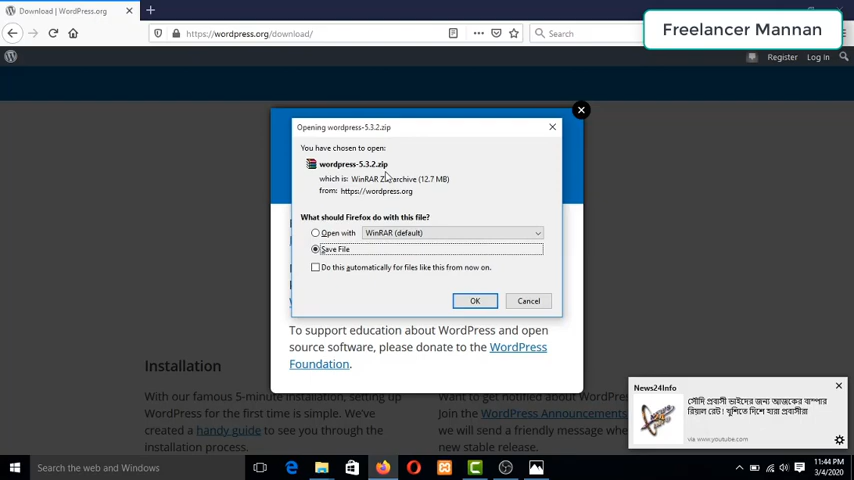 Download | WordPress.org
https://wordpress.org/download/
Search
Freelancer Mannan
Register
Log In
Opening wordpress-5.3.2.zip
You have chosen to open:
wordpress-5.3.2.zip
which is: WinRAR ZIP archive (12.7 MB)
from: https://wordpress.org
What should Firefox do with this file?
Open with
WinRAR (default)
Save File
Do this automatically for files like this from now on.
OK
Cancel
To support education about WordPress and open
source software, please donate to the WordPress
Foundation.
Installation
With our famous 5-minute installation, setting up
WordPress for the first time is simple. We've
created a handy guide to see you through the
installation process.
Want to get notified about
Join the WordPress Announcements
will send a friendly message
new stable release.
News24Info
সৌদি প্রবাসী ভাইদের জন্য আজকের বাম্পার
রিয়াল রেট! খুশিতে দিশে হারা প্রবাসীরা
via www.youtube.com
Search the web and Windows
11:44 PM
3/4/2020